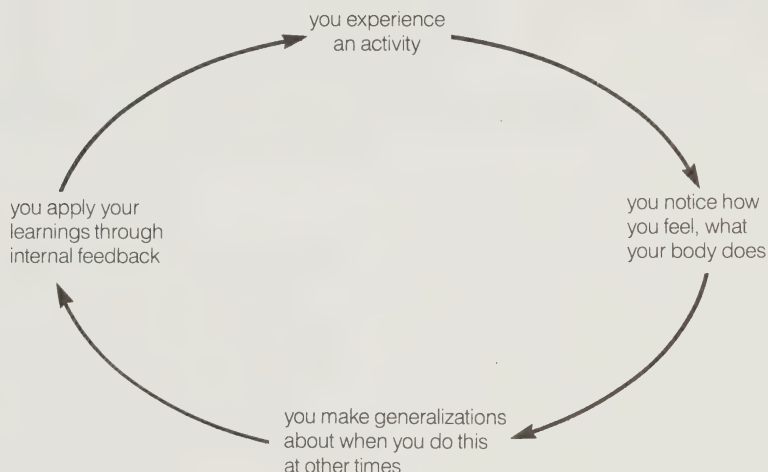 you experience
an activity
you notice how
you feel, what
your body does
you make generalizations
about when you do this
at other times
you apply your
learnings through
internal feedback